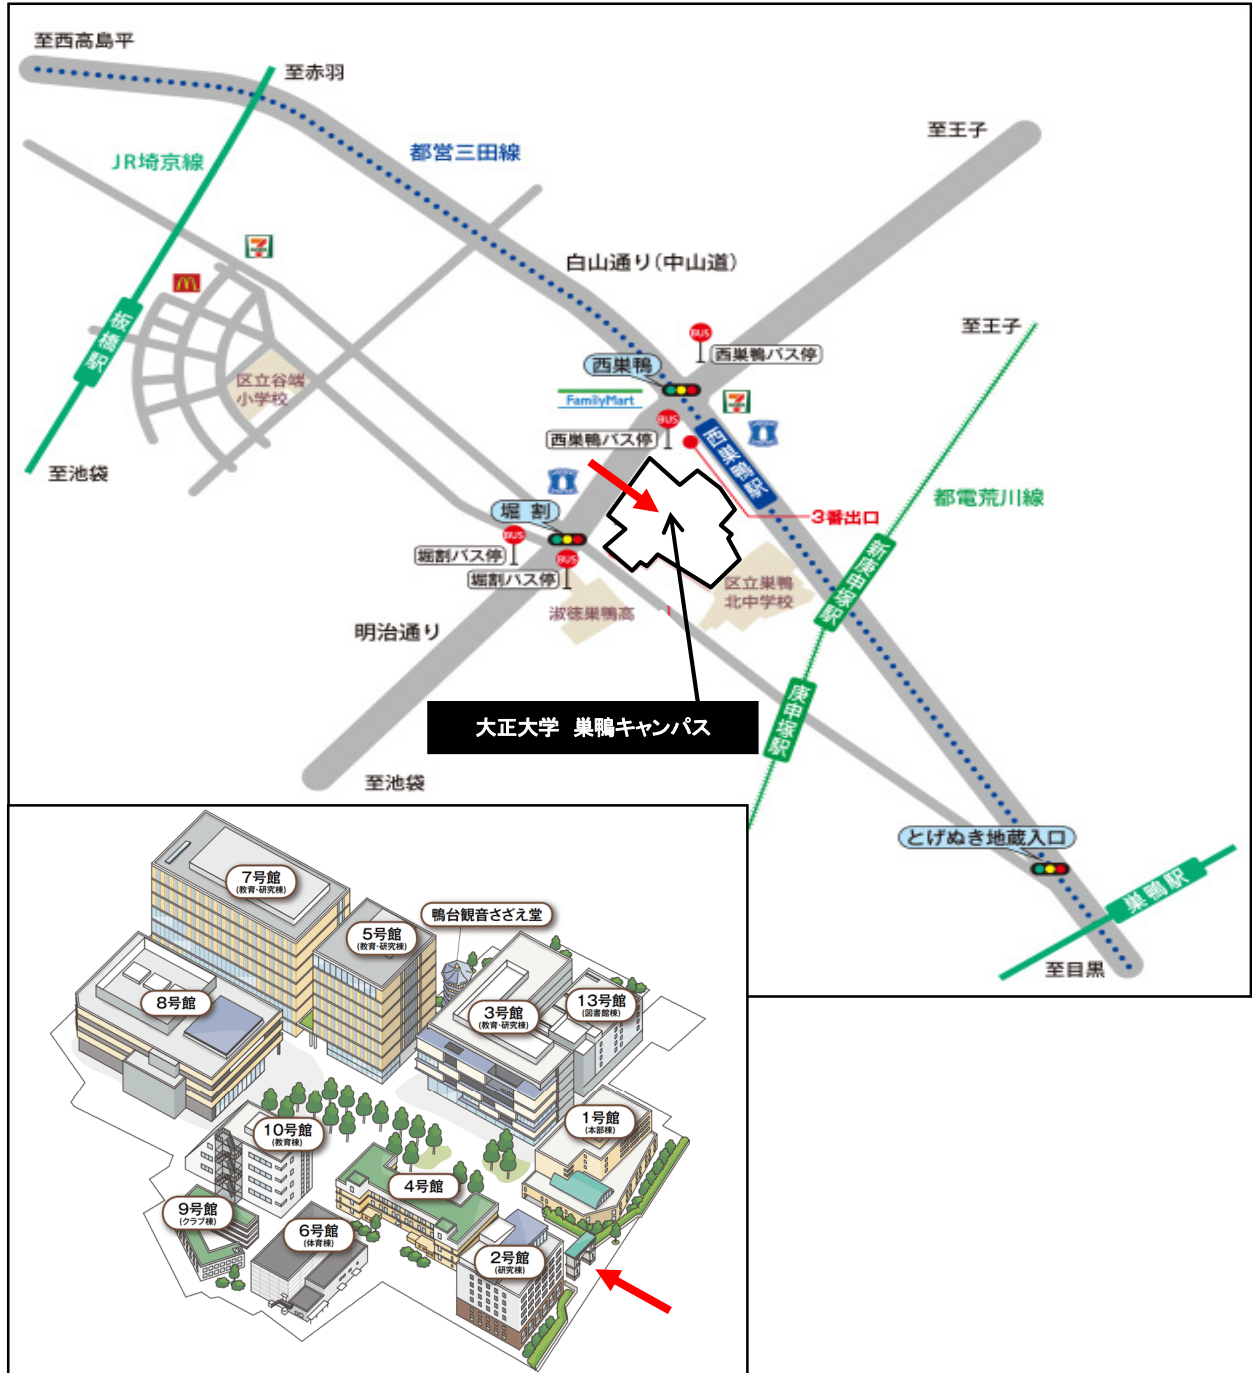 至西高島平
至赤羽
至王子
JR埼京線
都営三田線
白山通り(中山道)
至王子
BUS
西巣鴨バス停
西巣鴨
板橋駅
区立谷端
小学校
FamilyMart
BUS
西巣鴨バス停
西巣鴨駅
至池袋
都電荒川線
3番出口
堀割
BUS
堀割バス停
BUS
堀割バス停
新庚申塚駅
区立巣鴨
北中学校
淑徳巣鴨高
明治通り
庚申塚駅
大正大学 巣鴨キャンパス
至池袋
とげぬき地蔵入口
巣鴨駅
至目黒
7号館
(教育・研究棟)
鴨台観音さざえ堂
5号館
(教育・研究棟)
8号館
3号館
(教育・研究棟)
13号館
(図書館棟)
1号館
(本部棟)
10号館
(教育棟)
4号館
9号館
(クラブ棟)
6号館
(体育棟)
2号館
(研究棟)